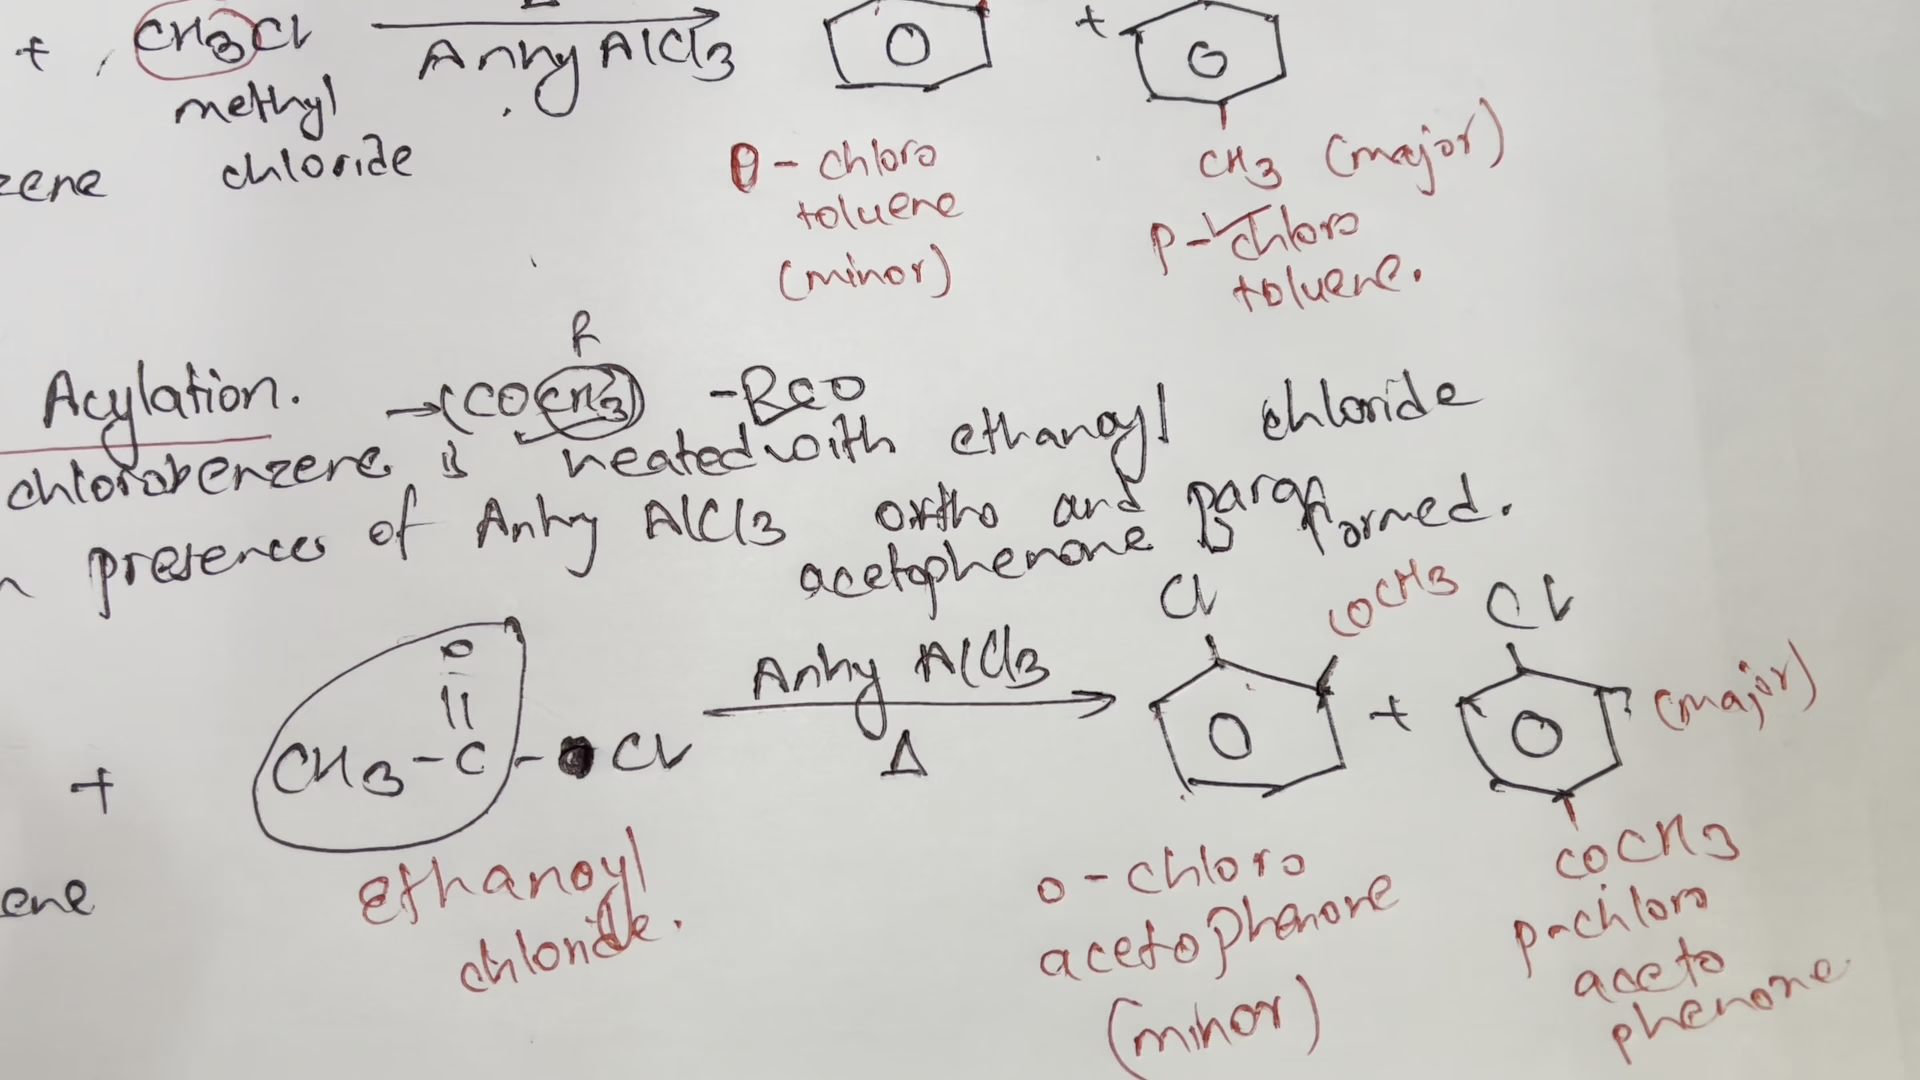 + CH3Cl Anhy AlCl3 +
methyl
zene chloride
o - chloro
toluene
(minor)
CH3 (major)
p - chloro
toluene.
R
Acylation. →(COCH3) -RCO
chlorobenzene is heated with ethanoyl chloride
presences of Anhy AlCl3 ortho and para
acetophenone is formed.
Cl COCH3 Cl
O
||
CH3 - C - Cl Anhy AlCl3 + (major)
+ Δ
ethanoyl
chloride.
ene
o - chloro
acetophenone
(minor)
COCH3
p-chloro
aceto
phenone